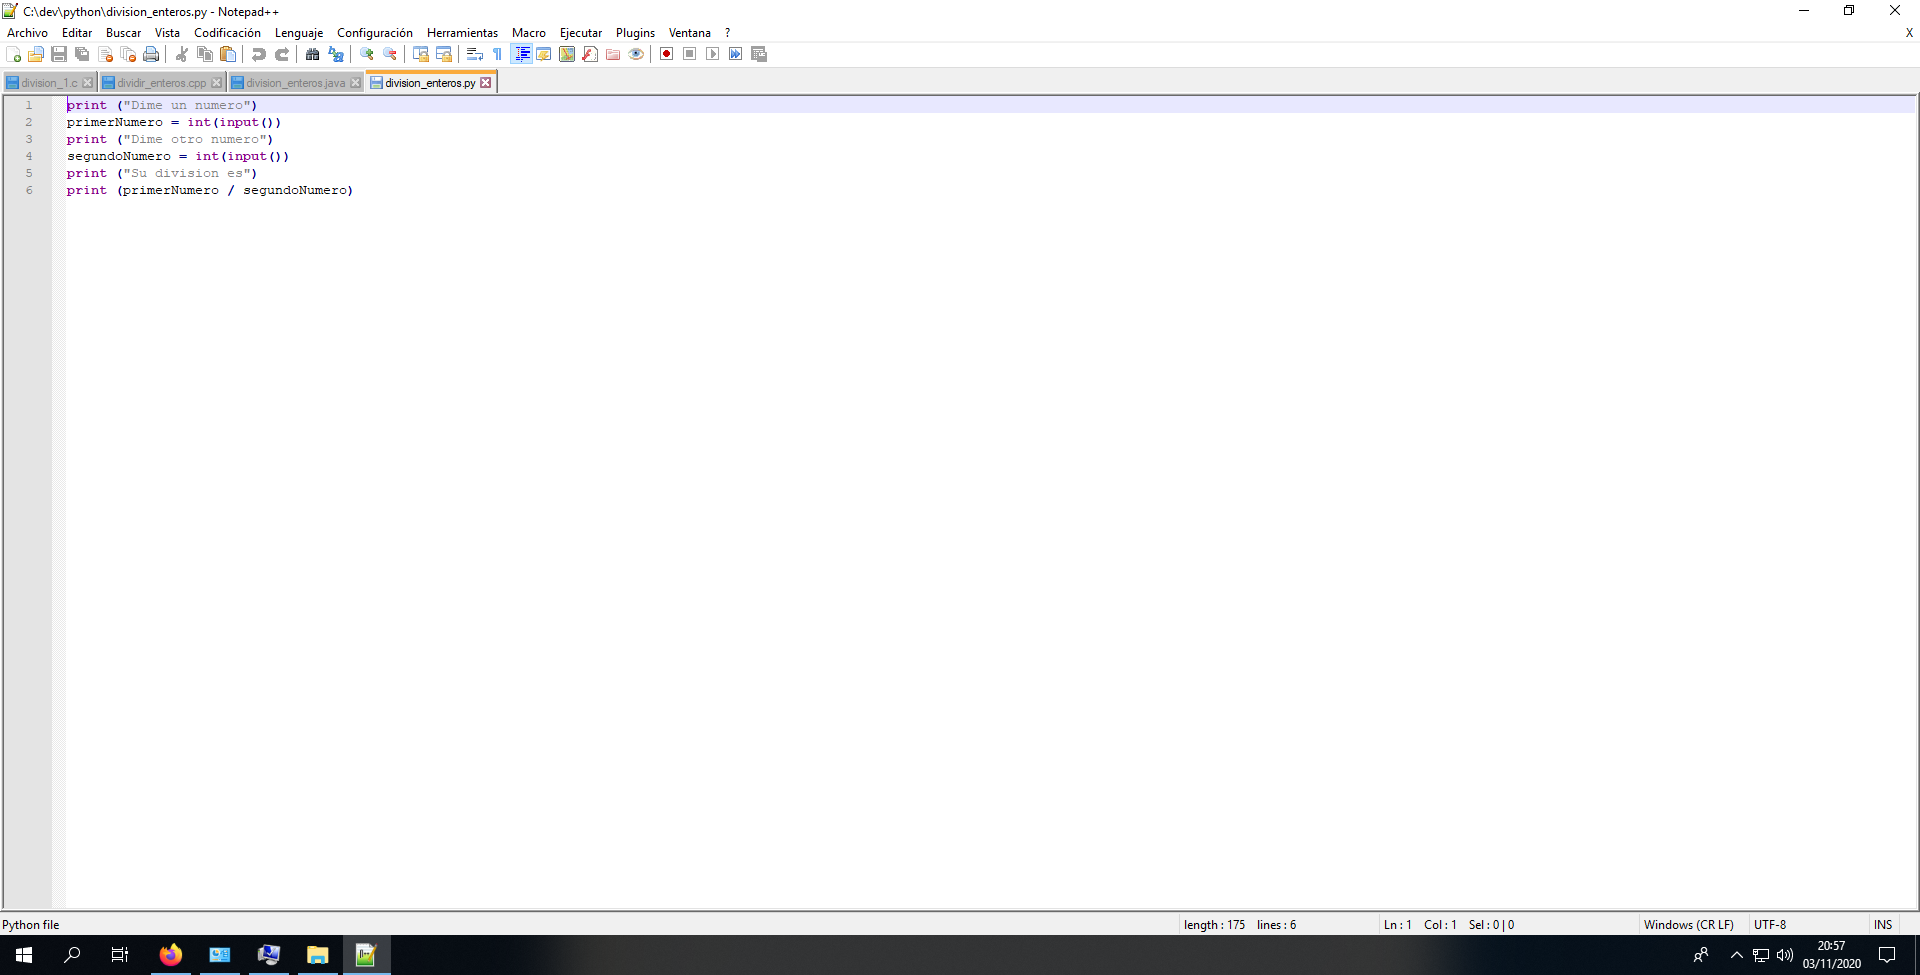 C:\dev\python\division_enteros.py - Notepad++
Archivo Editar Buscar Vista Codificación Lenguaje Configuración Herramientas Macro Ejecutar Plugins Ventana ? X
division_1.c dividir_enteros.cpp division_enteros.java division_enteros.py
1 print ("Dime un numero")
2 primerNumero = int(input())
3 print ("Dime otro numero")
4 segundoNumero = int(input())
5 print ("Su division es")
6 print (primerNumero / segundoNumero)
Python file length : 175 lines : 6 Ln : 1 Col : 1 Sel : 0 | 0 Windows (CR LF) UTF-8 INS
20:57
03/11/2020